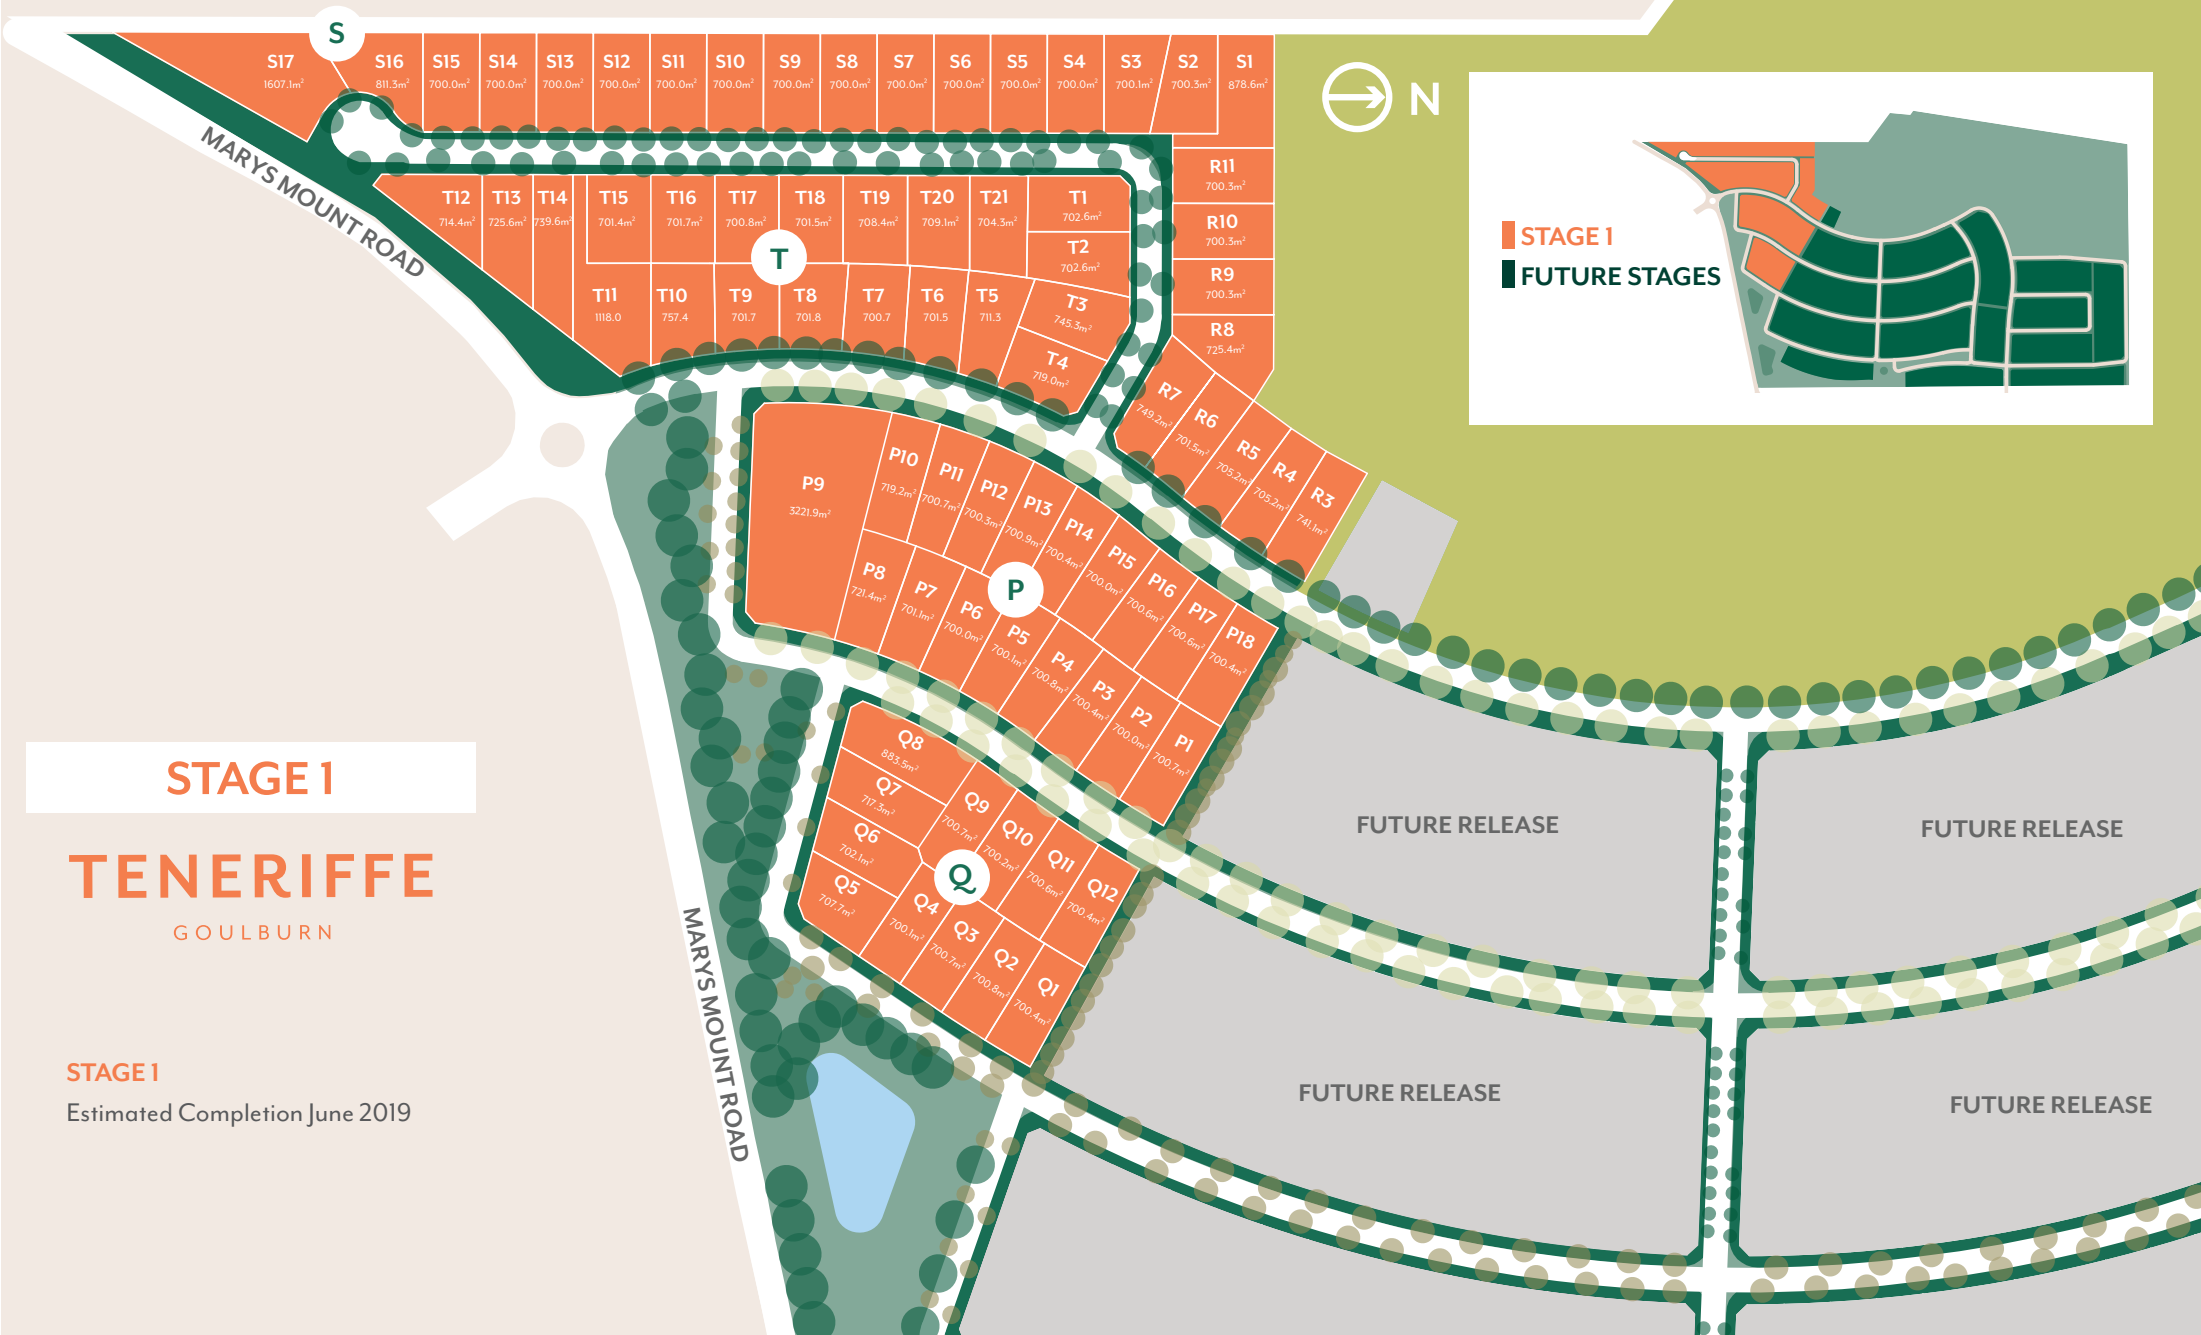 S
S17
1607.1m²
S16
811.3m²
S15
700.0m²
S14
700.0m²
S13
700.0m²
S12
700.0m²
S11
700.0m²
S10
700.0m²
S9
700.0m²
S8
700.0m²
S7
700.0m²
S6
700.0m²
S5
700.0m²
S4
700.0m²
S3
700.1m²
S2
700.3m²
S1
878.6m²
N
STAGE 1
FUTURE STAGES
MARYS MOUNT ROAD
T12
714.4m²
T13
725.6m²
T14
739.6m²
T15
701.4m²
T16
701.7m²
T17
700.8m²
T18
701.5m²
T19
708.4m²
T20
709.1m²
T21
704.3m²
T1
702.6m²
T2
702.6m²
T
T11
1118.0
T10
757.4
T9
701.7
T8
701.8
T7
700.7
T6
701.5
T5
711.3
T3
745.3m²
T4
719.0m²
R11
700.3m²
R10
700.3m²
R9
700.3m²
R8
725.4m²
R7
749.2m²
R6
701.5m²
R5
705.2m²
R4
705.2m²
R3
741.1m²
P9
3221.9m²
P10
719.2m²
P11
700.7m²
P12
700.3m²
P13
700.9m²
P14
700.4m²
P15
700.0m²
P16
700.6m²
P17
700.6m²
P18
700.4m²
P
P8
721.4m²
P7
701.1m²
P6
700.0m²
P5
700.1m²
P4
700.8m²
P3
700.4m²
P2
700.0m²
P1
700.7m²
Q8
883.5m²
Q7
717.3m²
Q6
702.1m²
Q5
707.7m²
Q9
700.7m²
Q10
700.2m²
Q11
700.6m²
Q12
700.4m²
Q
Q4
700.1m²
Q3
700.7m²
Q2
700.8m²
Q1
700.4m²
MARYS MOUNT ROAD
FUTURE RELEASE
FUTURE RELEASE
FUTURE RELEASE
FUTURE RELEASE
STAGE 1
TENERIFFE
GOULBURN
STAGE 1
Estimated Completion June 2019